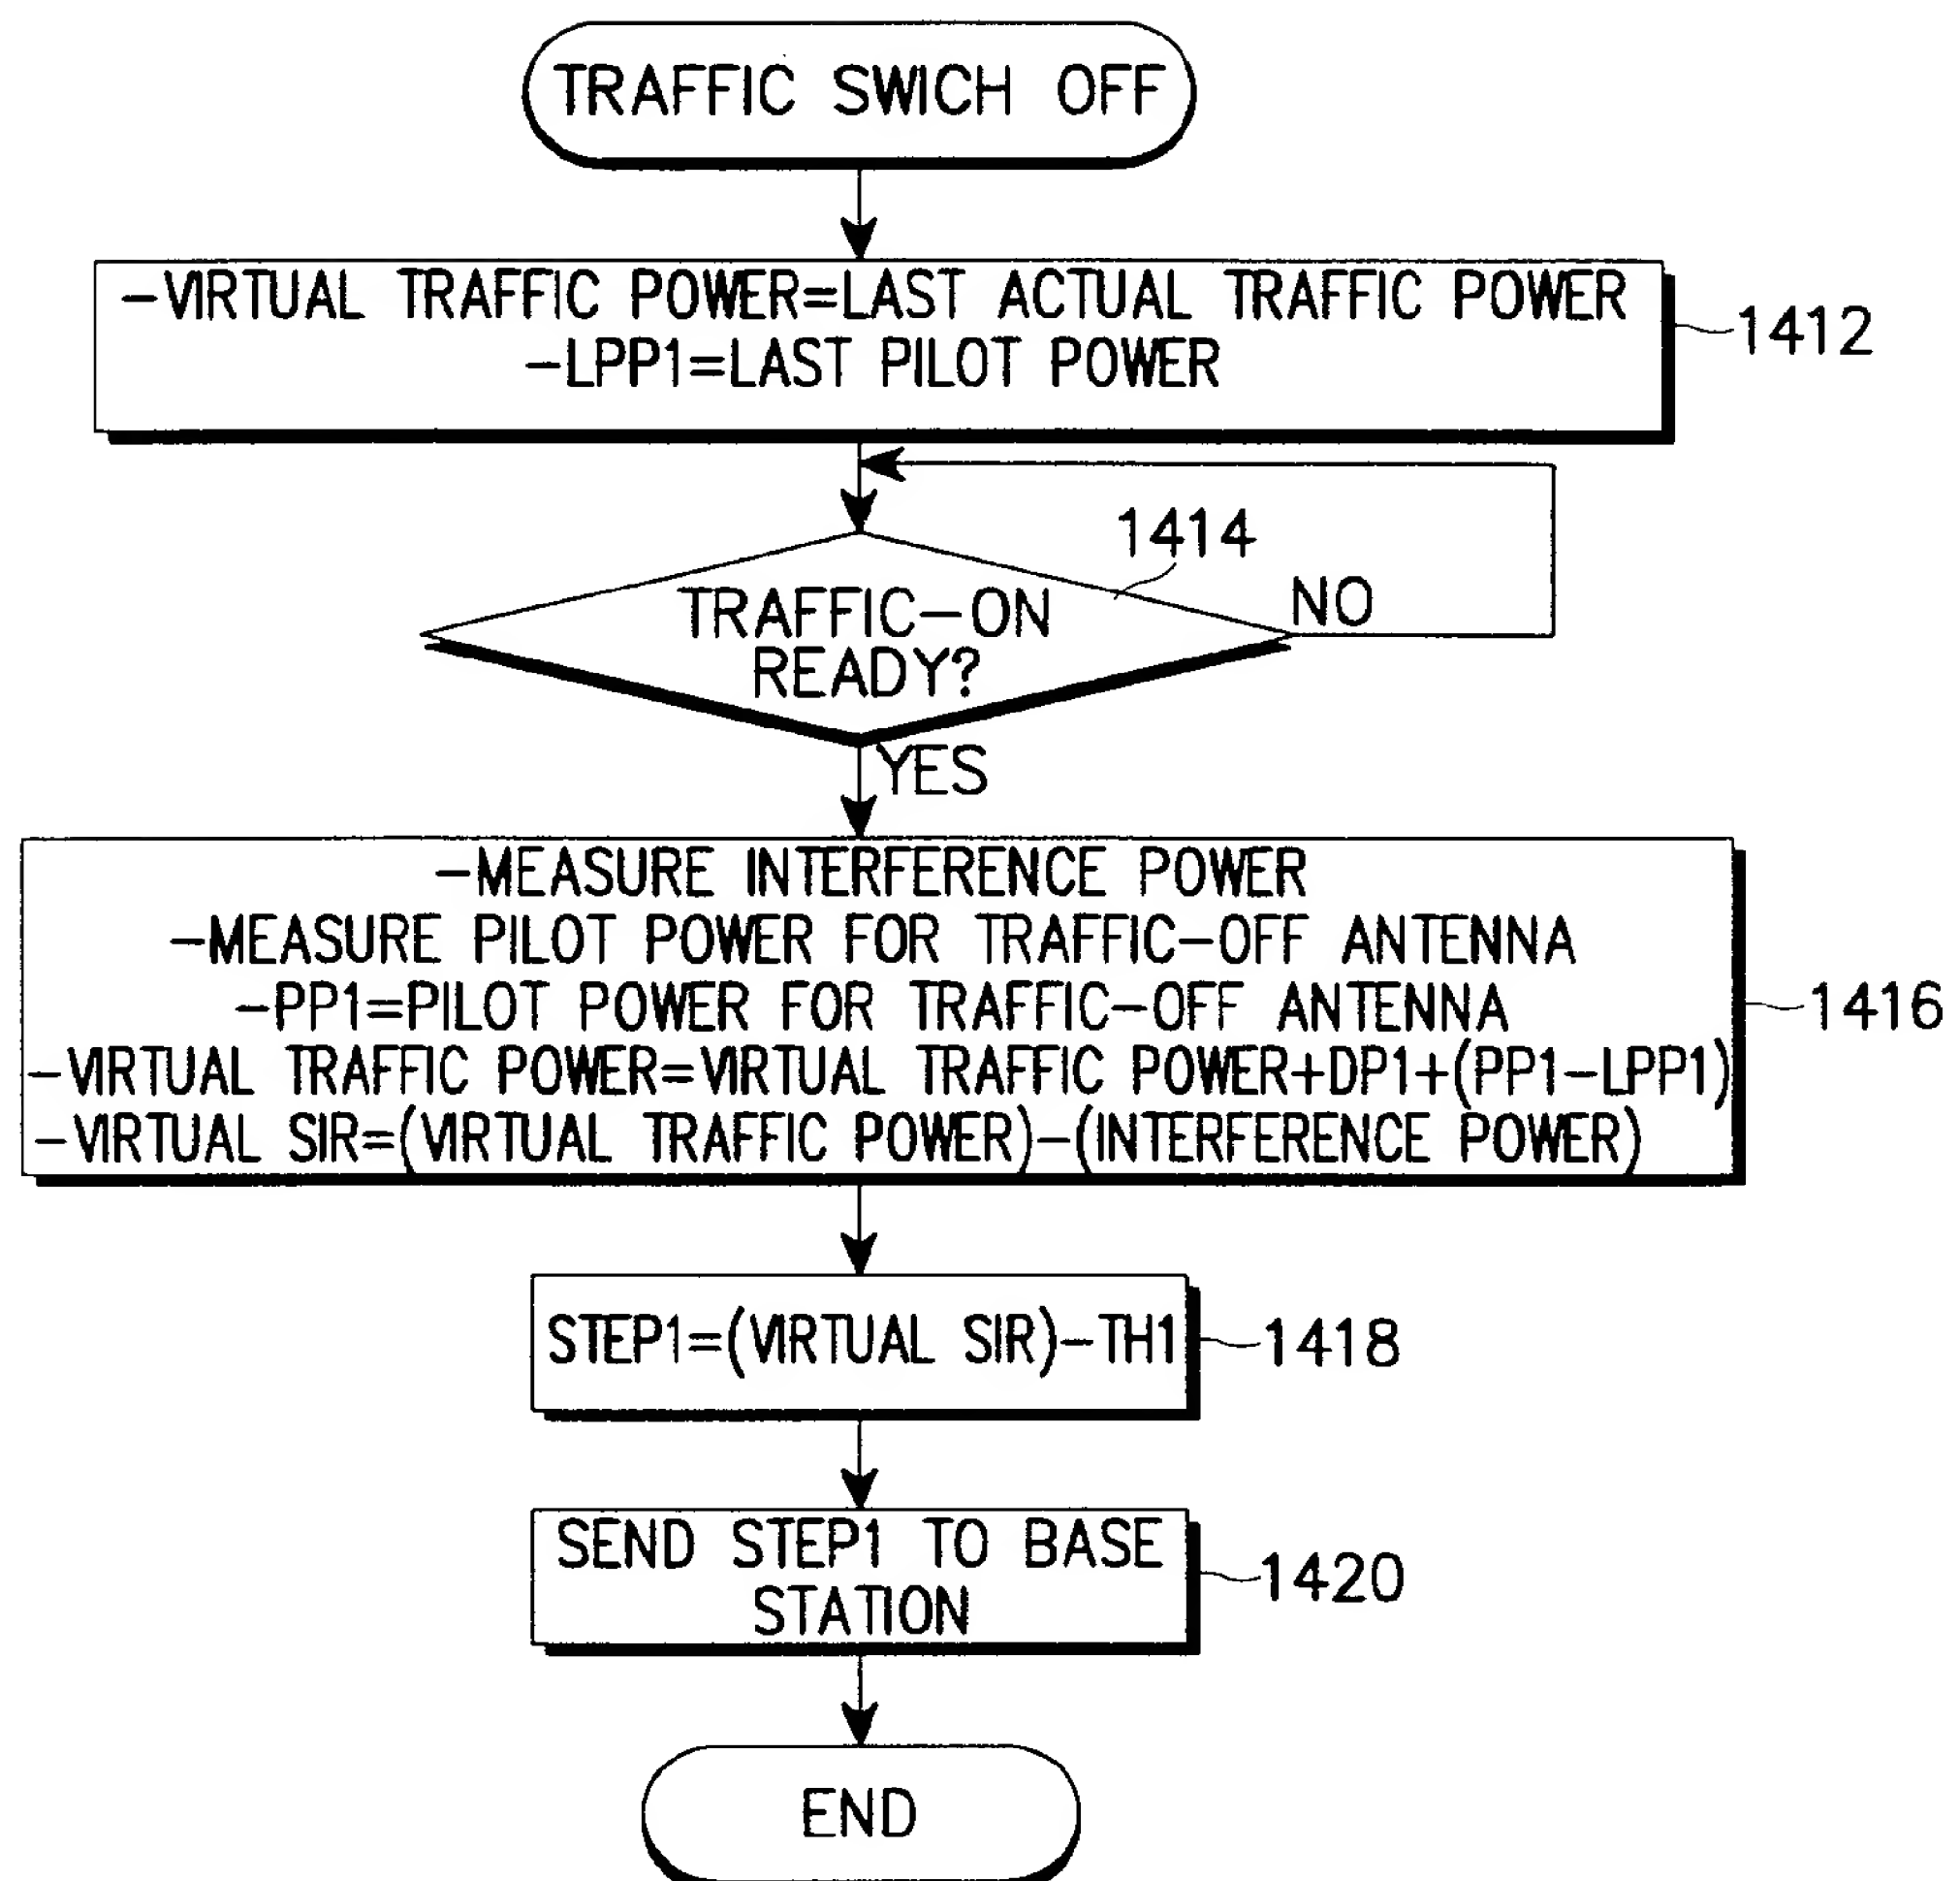 TRAFFIC SWICH OFF
-VIRTUAL TRAFFIC POWER=LAST ACTUAL TRAFFIC POWER
-LPP1=LAST PILOT POWER
1412
1414
TRAFFIC-ON
READY?
NO
YES
-MEASURE INTERFERENCE POWER
-MEASURE PILOT POWER FOR TRAFFIC-OFF ANTENNA
-PP1=PILOT POWER FOR TRAFFIC-OFF ANTENNA
-VIRTUAL TRAFFIC POWER=VIRTUAL TRAFFIC POWER+DP1+(PP1-LPP1)
-VIRTUAL SIR=(VIRTUAL TRAFFIC POWER)-(INTERFERENCE POWER)
1416
STEP1=(VIRTUAL SIR)-TH1
1418
SEND STEP1 TO BASE
STATION
1420
END